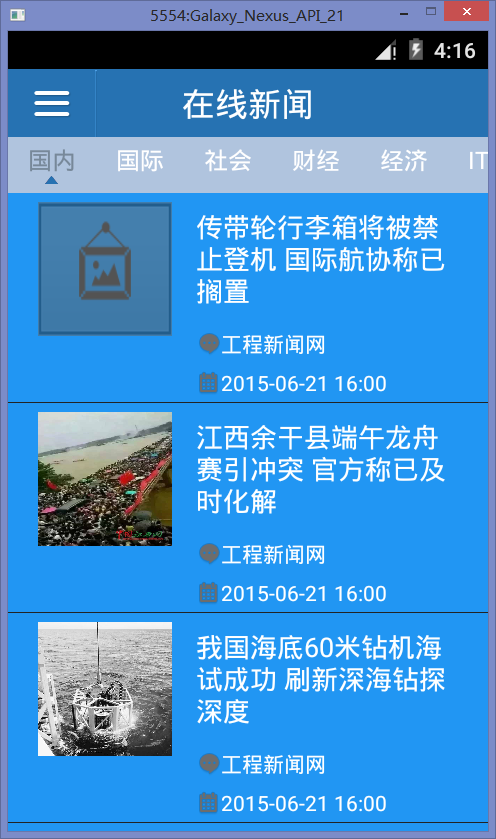 5554:Galaxy_Nexus_API_21
4:16
在线新闻
国内 国际 社会 财经 经济 IT
传带轮行李箱将被禁
止登机 国际航协称已
搁置
工程新闻网
2015-06-21 16:00
江西余干县端午龙舟
赛引冲突 官方称已及
时化解
工程新闻网
2015-06-21 16:00
我国海底60米钻机海
试成功 刷新深海钻探
深度
工程新闻网
2015-06-21 16:00